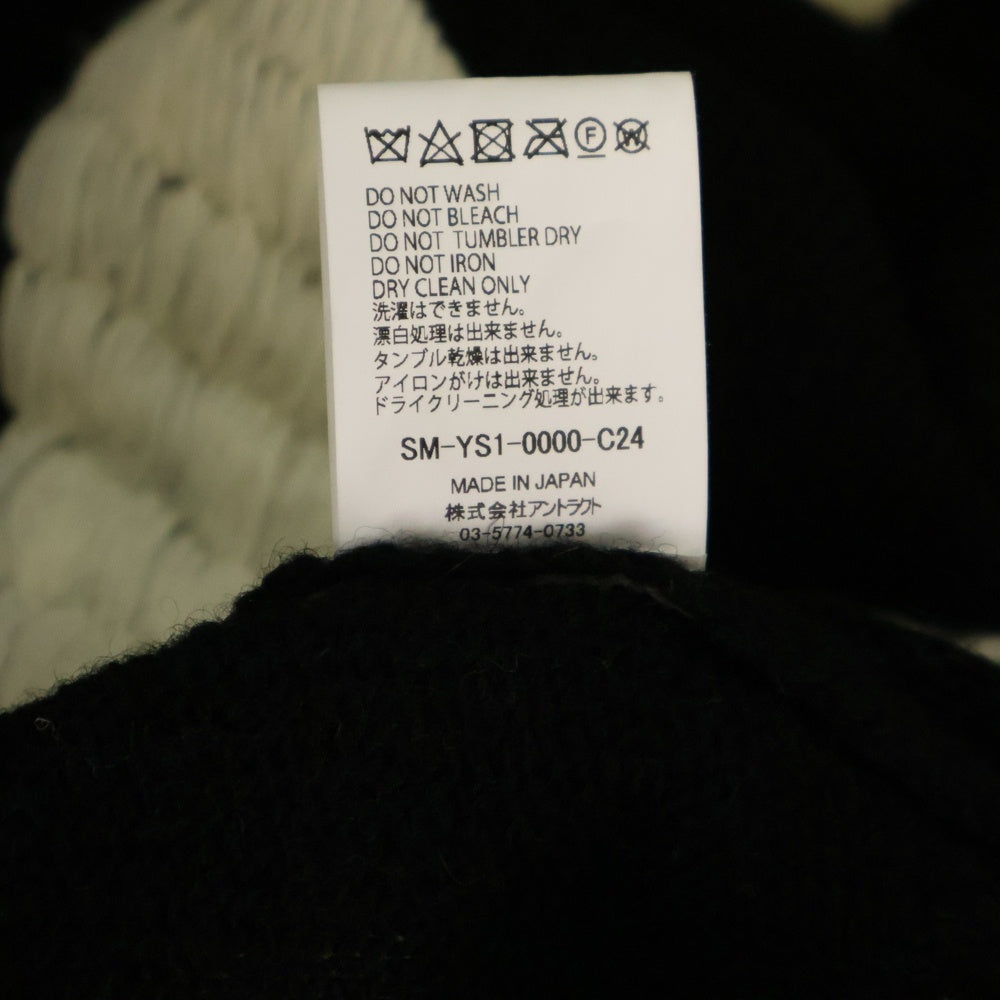 F W
DO NOT WASH
DO NOT BLEACH
DO NOT TUMBLER DRY
DO NOT IRON
DRY CLEAN ONLY
洗濯はできません。
漂白処理は出来ません。
タンブル乾燥は出来ません。
アイロンがけは出来ません。
ドライクリーニング処理が出来ます。
SM-YS1-0000-C24
MADE IN JAPAN
株式会社アントラクト
03-5774-0733